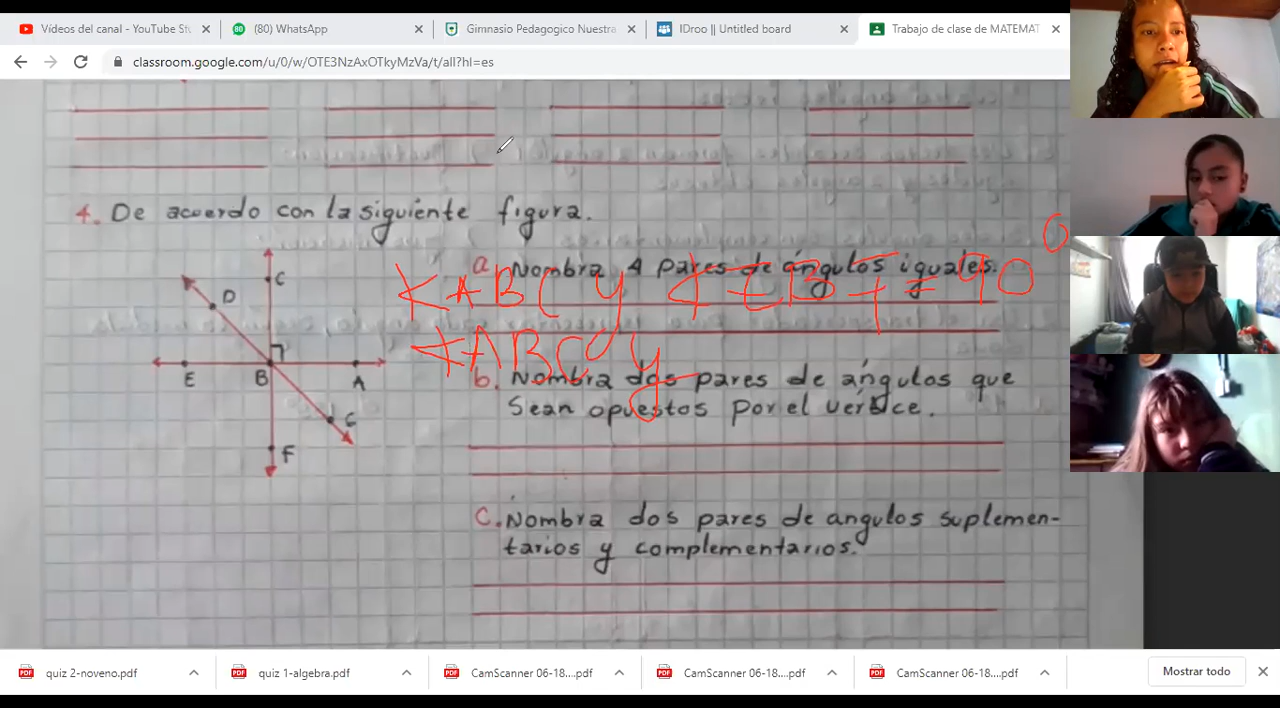 Vídeos del canal - YouTube St
(80) WhatsApp
Gimnasio Pedagogico Nuestra
IDroo || Untitled board
Trabajo de clase de MATEMAT
classroom.google.com/u/0/w/OTE3NzAxOTkyMzVa/t/all?hl=es
4. De acuerdo con la siguiente figura.
a. Nombra 4 pares de ángulos iguales.
∢ABC y ∢EBF = 90°
∢ABC y
b. Nombra dos pares de ángulos que
Sean opuestos por el vértice.
c. Nombra dos pares de angulos suplemen-
tarios y complementarios.
C
D
E
B
A
G
F
quiz 2-noveno.pdf
quiz 1-algebra.pdf
CamScanner 06-18....pdf
CamScanner 06-18....pdf
CamScanner 06-18....pdf
Mostrar todo